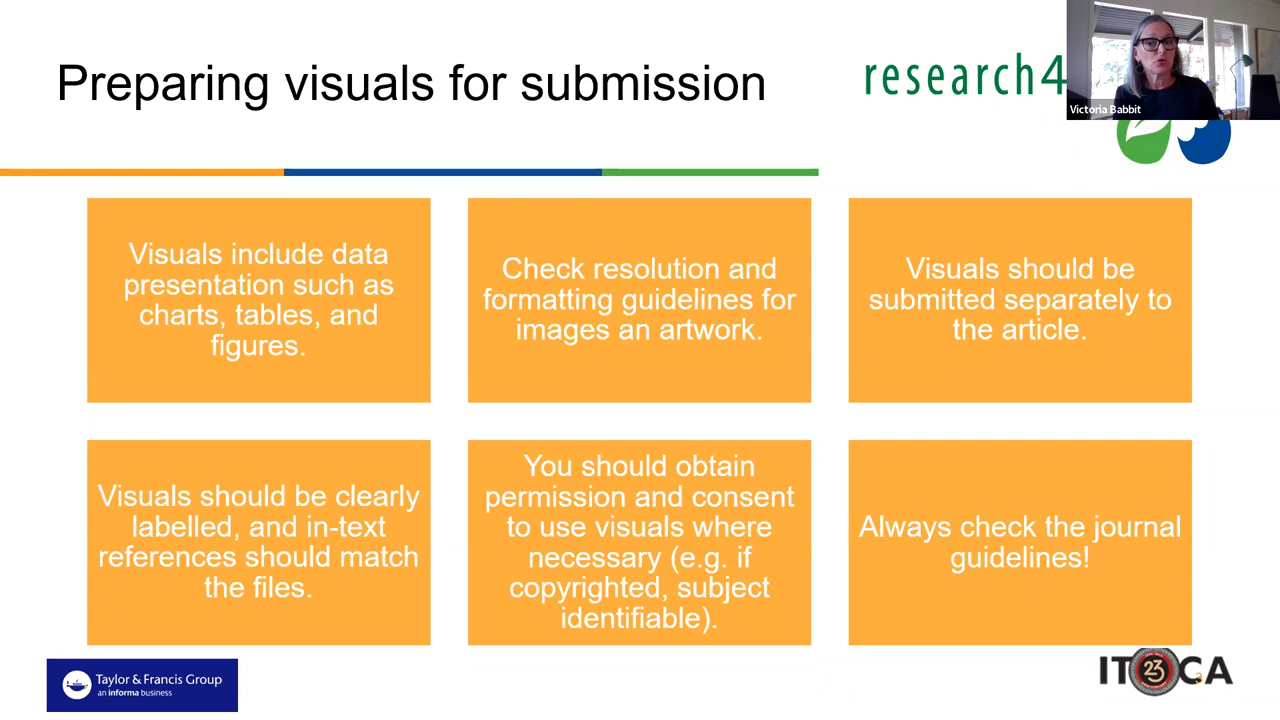 Preparing visuals for submission
research4
Victoria Babbit
Visuals include data
presentation such as
charts, tables, and
figures.
Check resolution and
formatting guidelines for
images an artwork.
Visuals should be
submitted separately to
the article.
Visuals should be clearly
labelled, and in-text
references should match
the files.
You should obtain
permission and consent
to use visuals where
necessary (e.g. if
copyrighted, subject
identifiable).
Always check the journal
guidelines!
Taylor & Francis Group
an informa business
ITOCA
23